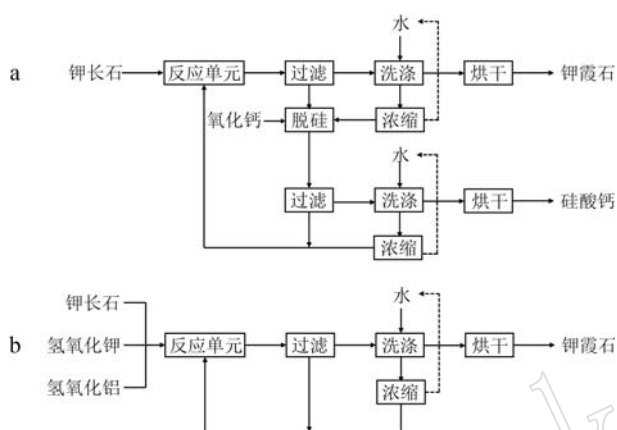 a
水
钾长石 反应单元 过滤 洗涤 烘干 钾霞石
氧化钙 脱硅 浓缩
水
过滤 洗涤 烘干 硅酸钙
浓缩
b
钾长石 水
氢氧化钾 反应单元 过滤 洗涤 烘干 钾霞石
氢氧化铝 浓缩